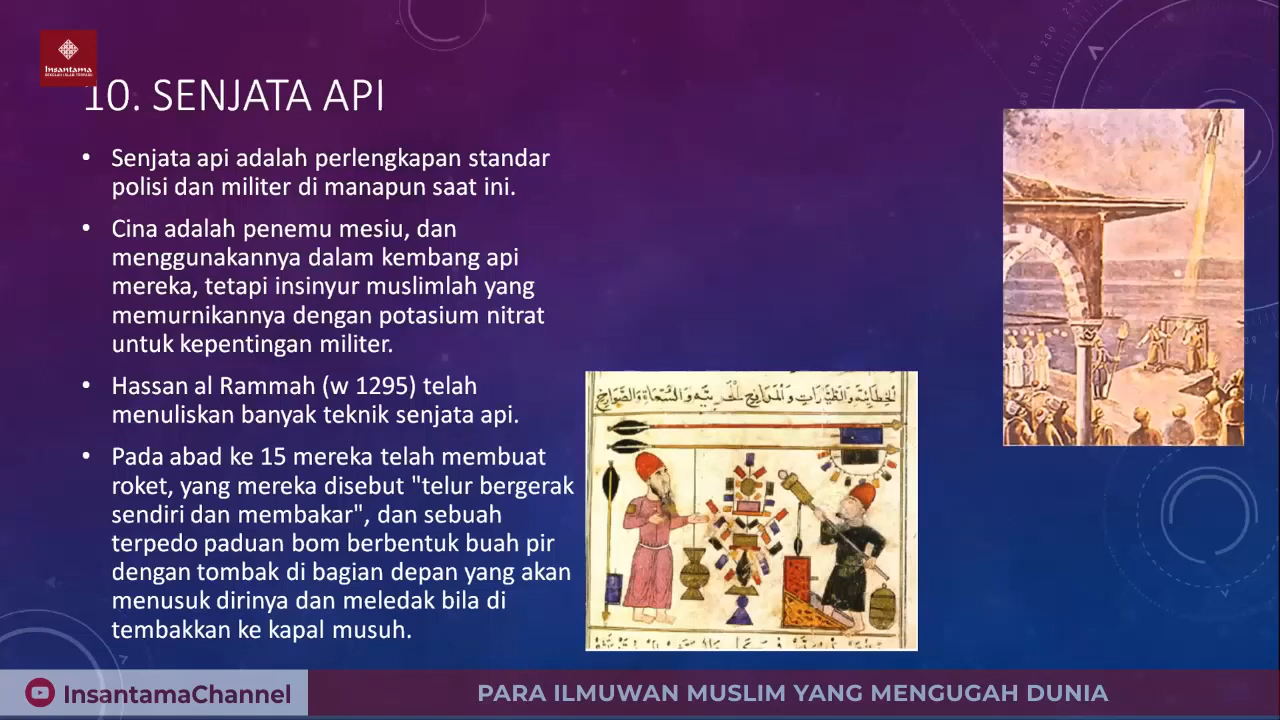 Insantama
SEKOLAH ISLAM TERPADU
10. SENJATA API
• Senjata api adalah perlengkapan standar
polisi dan militer di manapun saat ini.
• Cina adalah penemu mesiu, dan
menggunakannya dalam kembang api
mereka, tetapi insinyur muslimlah yang
memurnikannya dengan potasium nitrat
untuk kepentingan militer.
• Hassan al Rammah (w 1295) telah
menuliskan banyak teknik senjata api.
• Pada abad ke 15 mereka telah membuat
roket, yang mereka disebut "telur bergerak
sendiri dan membakar", dan sebuah
terpedo paduan bom berbentuk buah pir
dengan tombak di bagian depan yang akan
menusuk dirinya dan meledak bila di
tembakkan ke kapal musuh.
InsantamaChannel
PARA ILMUWAN MUSLIM YANG MENGUGAH DUNIA